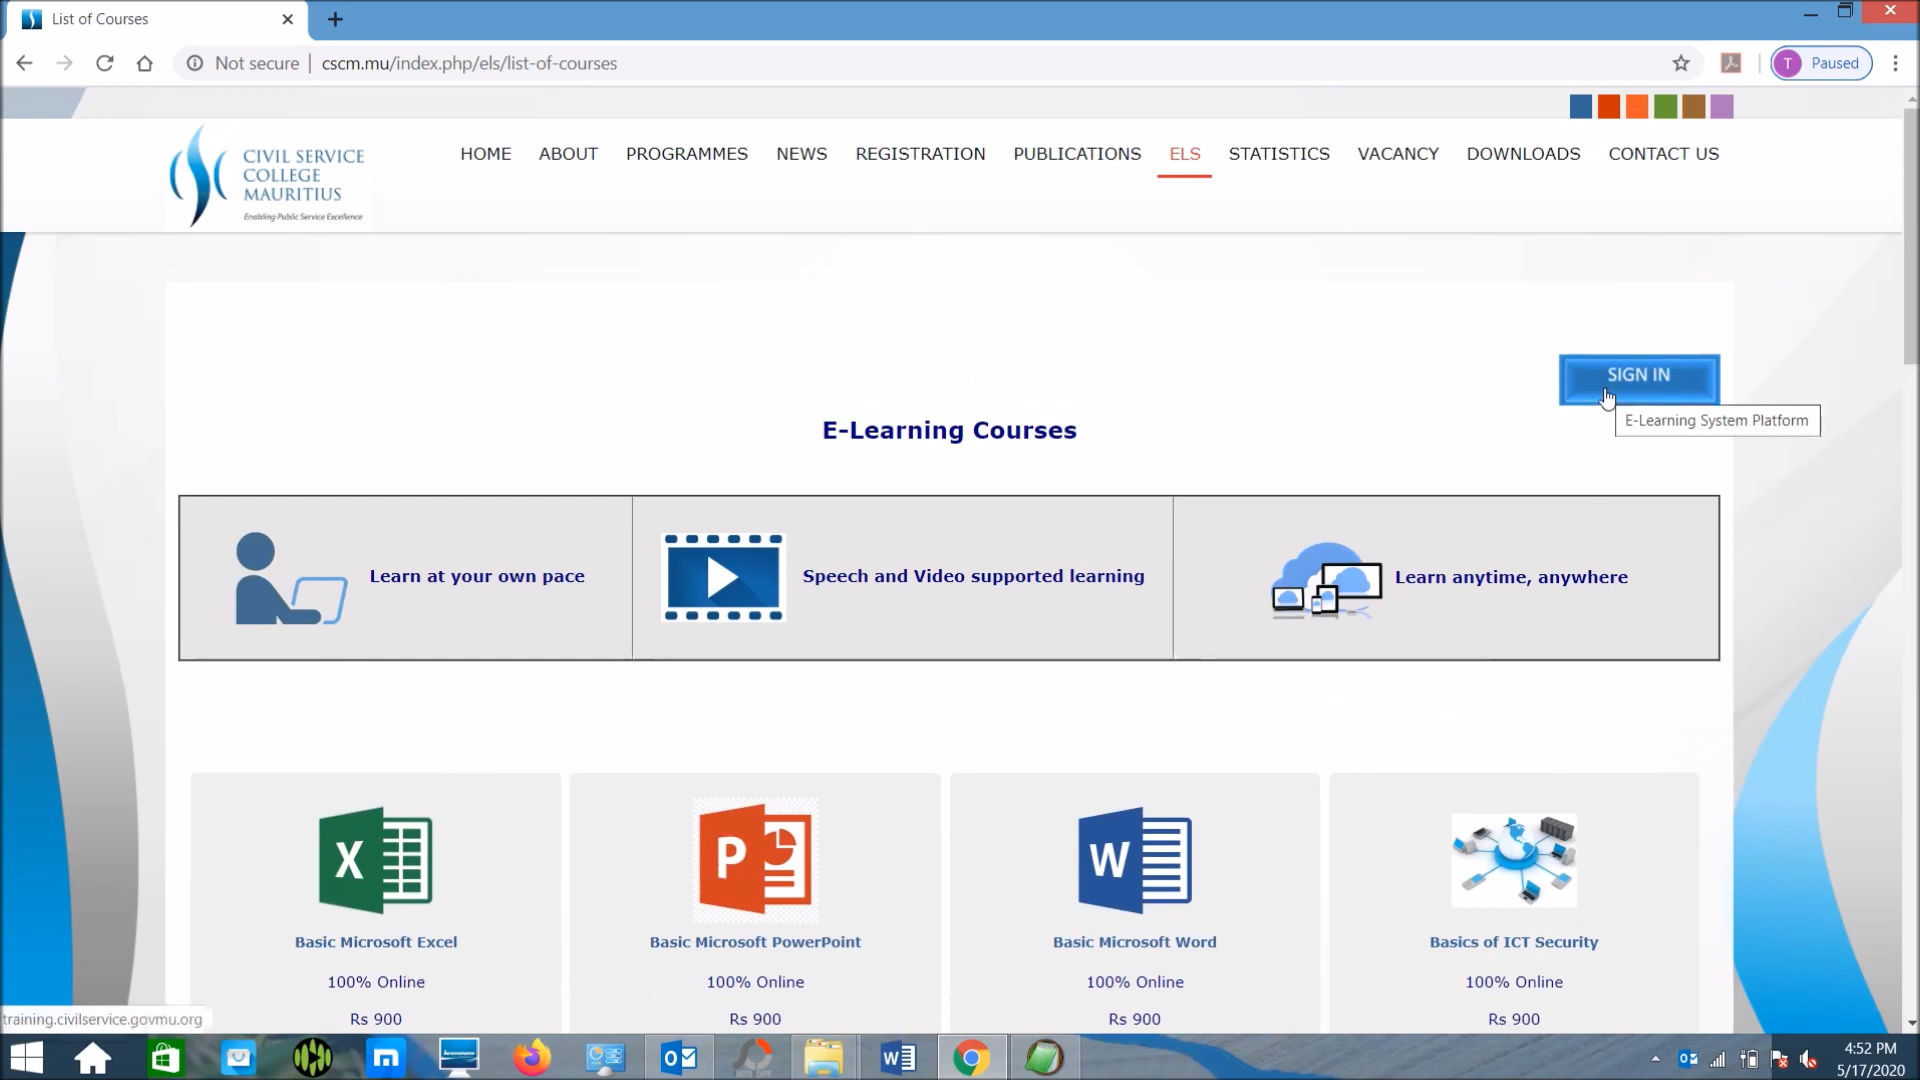 List of Courses
Not secure | cscm.mu/index.php/els/list-of-courses
T Paused
CIVIL SERVICE
COLLEGE
MAURITIUS
Enabling Public Service Excellence
HOME ABOUT PROGRAMMES NEWS REGISTRATION PUBLICATIONS ELS STATISTICS VACANCY DOWNLOADS CONTACT US
SIGN IN
E-Learning System Platform
E-Learning Courses
Learn at your own pace
Speech and Video supported learning
Learn anytime, anywhere
X
P
W
Basic Microsoft Excel
Basic Microsoft PowerPoint
Basic Microsoft Word
Basics of ICT Security
100% Online
100% Online
100% Online
100% Online
Rs 900
Rs 900
Rs 900
Rs 900
training.civilservice.govmu.org
4:52 PM
5/17/2020